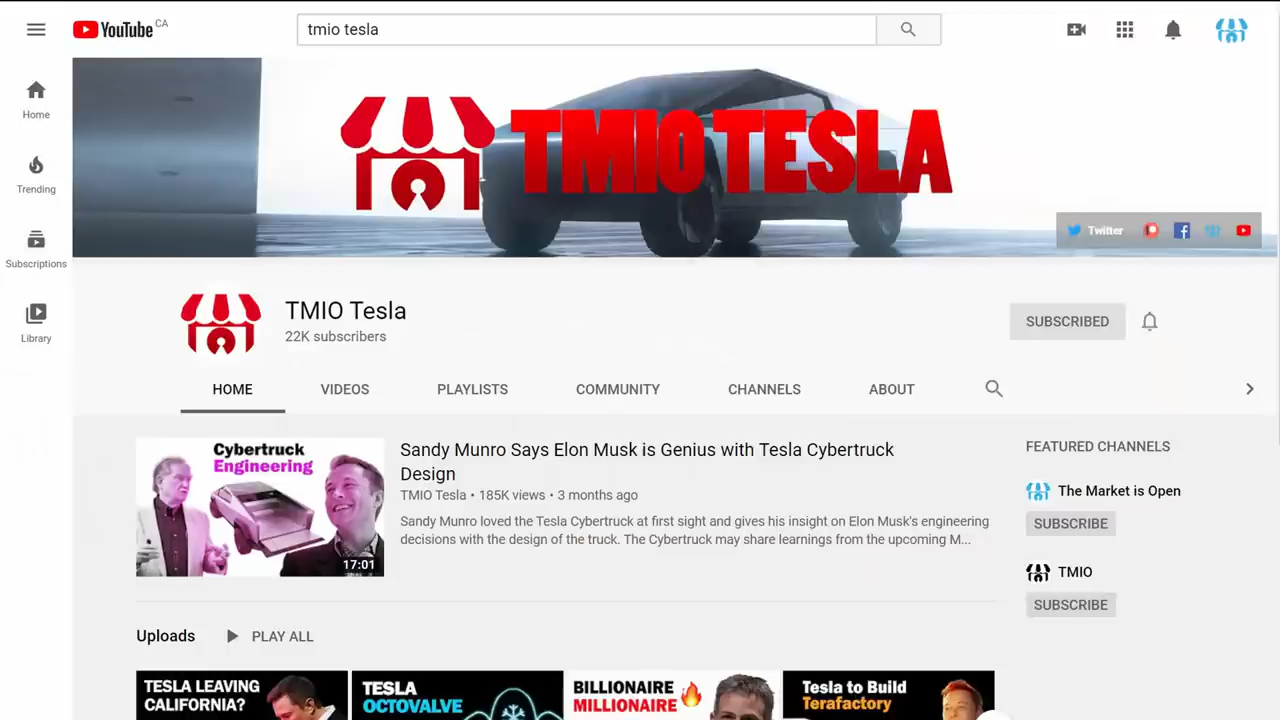 YouTube CA
tmio tesla
Home
Trending
Subscriptions
Library
TMIO TESLA
Twitter
TMIO Tesla
22K subscribers
SUBSCRIBED
HOME
VIDEOS
PLAYLISTS
COMMUNITY
CHANNELS
ABOUT
Cybertruck
Engineering
17:01
Sandy Munro Says Elon Musk is Genius with Tesla Cybertruck
Design
TMIO Tesla • 185K views • 3 months ago
Sandy Munro loved the Tesla Cybertruck at first sight and gives his insight on Elon Musk's engineering
decisions with the design of the truck. The Cybertruck may share learnings from the upcoming M...
FEATURED CHANNELS
The Market is Open
SUBSCRIBE
TMIO
SUBSCRIBE
Uploads
PLAY ALL
TESLA LEAVING
CALIFORNIA?
TESLA
OCTOVALVE
BILLIONAIRE
MILLIONAIRE
Tesla to Build
Terafactory